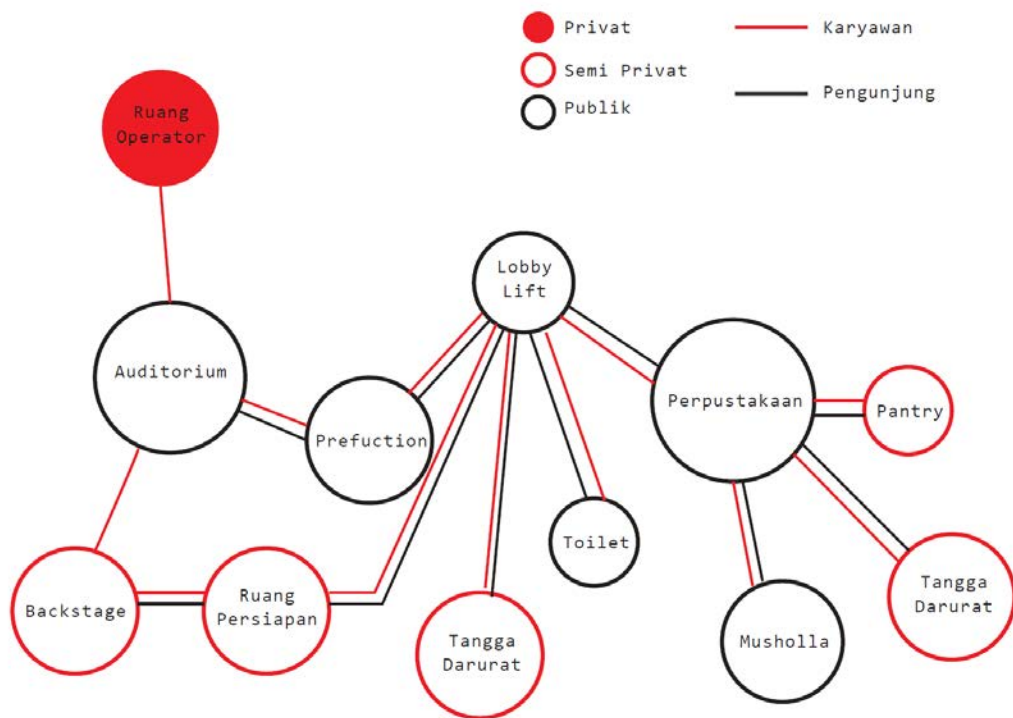 Privat
Karyawan
Semi Privat
Publik
Pengunjung
Ruang
Operator
Lobby
Lift
Auditorium
Prefuction
Perpustakaan
Pantry
Toilet
Backstage
Ruang
Persiapan
Tangga
Darurat
Musholla
Tangga
Darurat